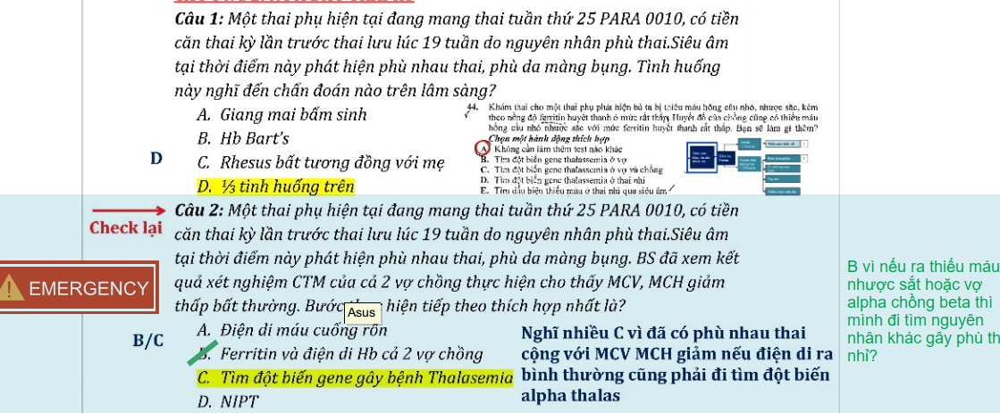 Câu 1: Một thai phụ hiện tại đang mang thai tuần thứ 25 PARA 0010, có tiền
căn thai kỳ lần trước thai lưu lúc 19 tuần do nguyên nhân phù thai.Siêu âm
tại thời điểm này phát hiện phù nhau thai, phù da màng bụng. Tình huống
này nghĩ đến chẩn đoán nào trên lâm sàng?
A. Giang mai bẩm sinh
B. Hb Bart's
C. Rhesus bất tương đồng với mẹ
D. ⅓ tình huống trên
D
44. Khám thai cho một thai phụ phát hiện bà ta bị thiếu máu hồng cầu nhỏ, nhược sắc, kèm
theo nồng độ ferritin huyết thanh ở mức rất thấp. Huyết đồ của chồng cũng có thiếu máu
hồng cầu nhỏ nhược sắc với mức ferritin huyết thanh rất thấp. Bạn sẽ làm gì thêm?
Chọn một hành động thích hợp
A. Không cần làm thêm test nào khác
B. Tìm đột biến gene thalassemia ở vợ
C. Tìm đột biến gene thalassemia ở vợ và chồng
D. Tìm đột biến gene thalassemia ở thai nhi
E. Tìm dấu hiệu thiếu máu ở thai nhi qua siêu âm
Câu 2: Một thai phụ hiện tại đang mang thai tuần thứ 25 PARA 0010, có tiền
Check lại
căn thai kỳ lần trước thai lưu lúc 19 tuần do nguyên nhân phù thai.Siêu âm
tại thời điểm này phát hiện phù nhau thai, phù da màng bụng. BS đã xem kết
EMERGENCY
quả xét nghiệm CTM của cả 2 vợ chồng thực hiện cho thấy MCV, MCH giảm
thấp bất thường. Bước hiện tiếp theo thích hợp nhất là?
Asus
A. Điện di máu cuống rốn
B. Ferritin và điện di Hb cả 2 vợ chồng
C. Tìm đột biến gene gây bệnh Thalasemia
D. NIPT
B/C
Nghĩ nhiều C vì đã có phù nhau thai
cộng với MCV MCH giảm nếu điện di ra
bình thường cũng phải đi tìm đột biến
alpha thalas
B vì nếu ra thiếu máu
nhược sắt hoặc vợ
alpha chồng beta thì
mình đi tìm nguyên
nhân khác gây phù th
nhỉ?